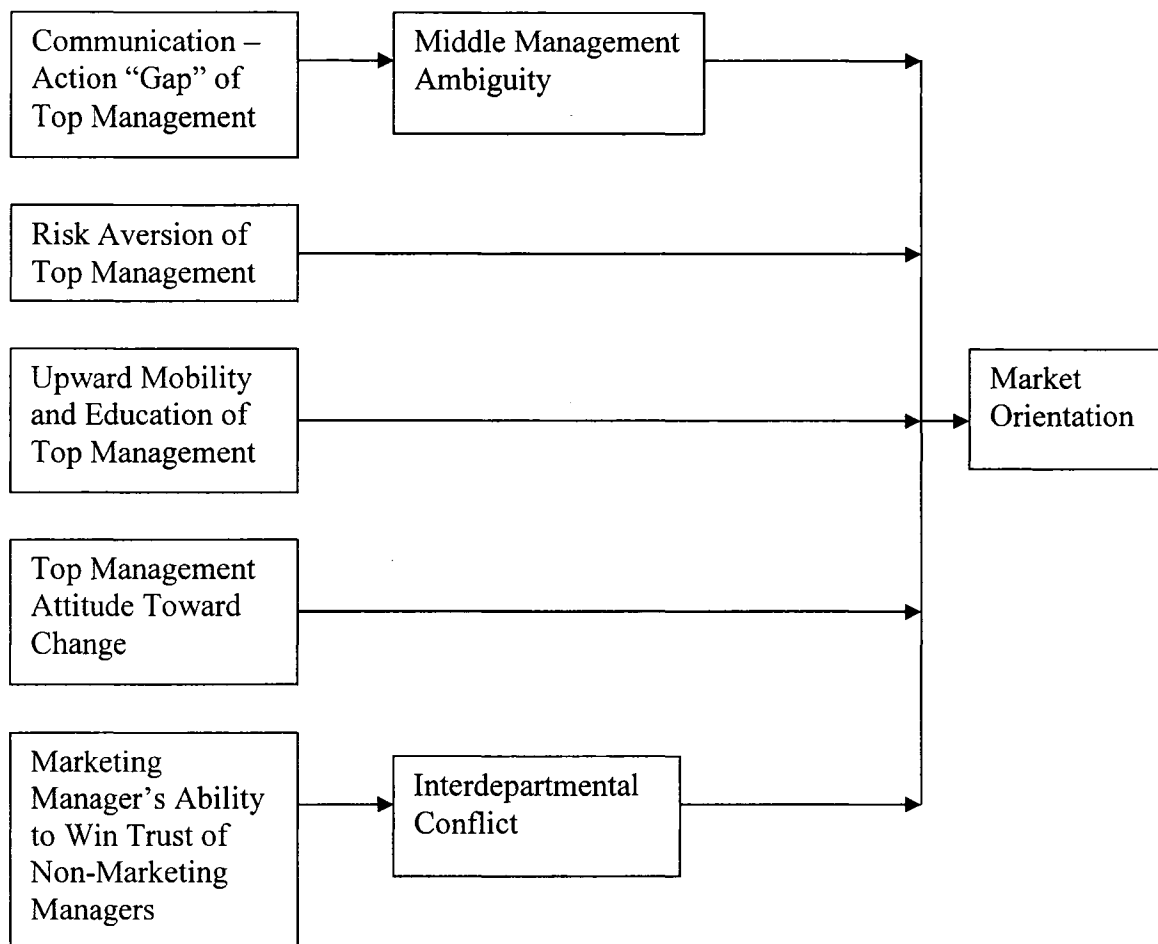 Communication –
Action “Gap” of
Top Management
Middle Management
Ambiguity
Risk Aversion of
Top Management
Upward Mobility
and Education of
Top Management
Market
Orientation
Top Management
Attitude Toward
Change
Marketing
Manager’s Ability
to Win Trust of
Non-Marketing
Managers
Interdepartmental
Conflict